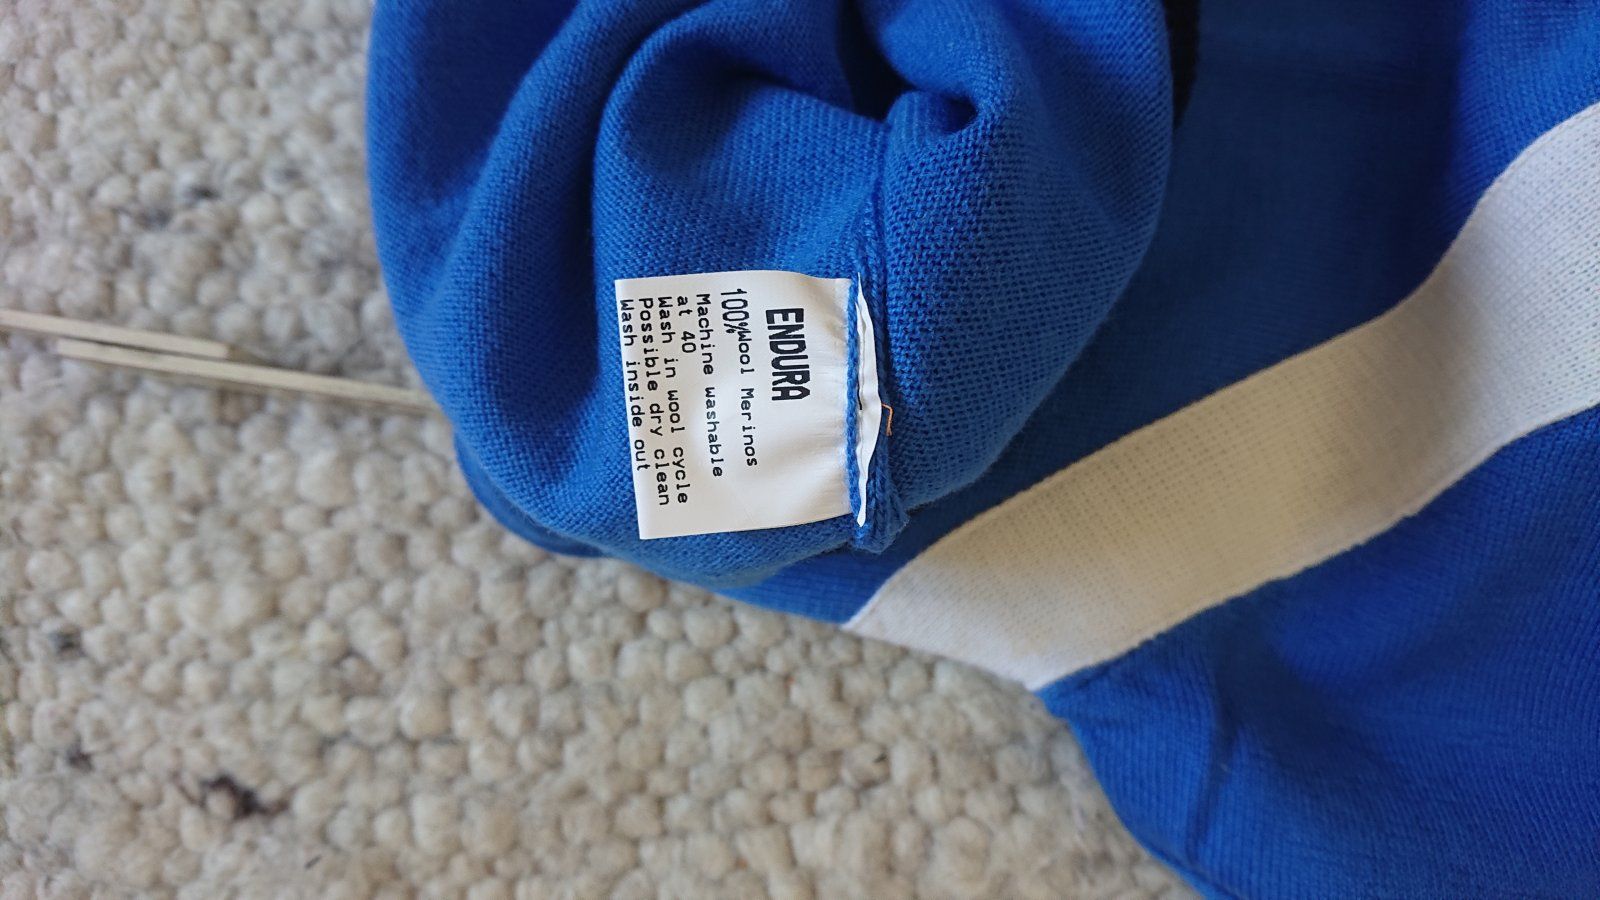 ENDURA
100%Wool Merinos
Machine washable
at 40
Wash in wool cycle
Possible dry clean
Wash inside out